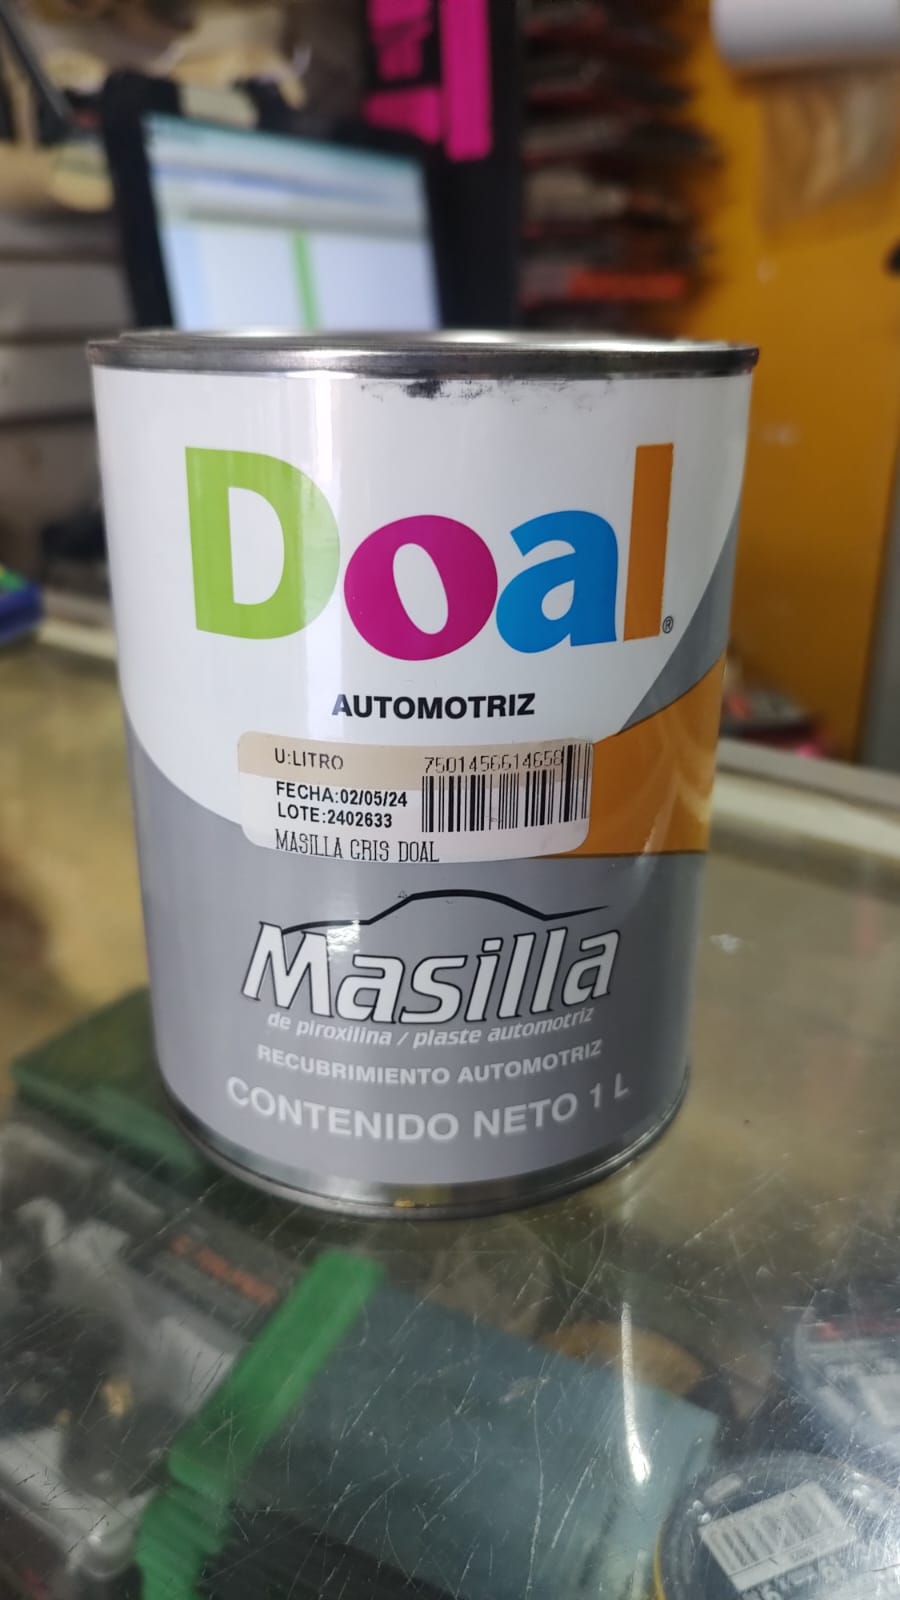 Doal®
AUTOMOTRIZ
U:LITRO
7501456614658
FECHA:02/05/24
LOTE:2402633
MASILLA GRIS DOAL
Masilla
de piroxilina / plaste automotriz
RECUBRIMIENTO AUTOMOTRIZ
CONTENIDO NETO 1 L